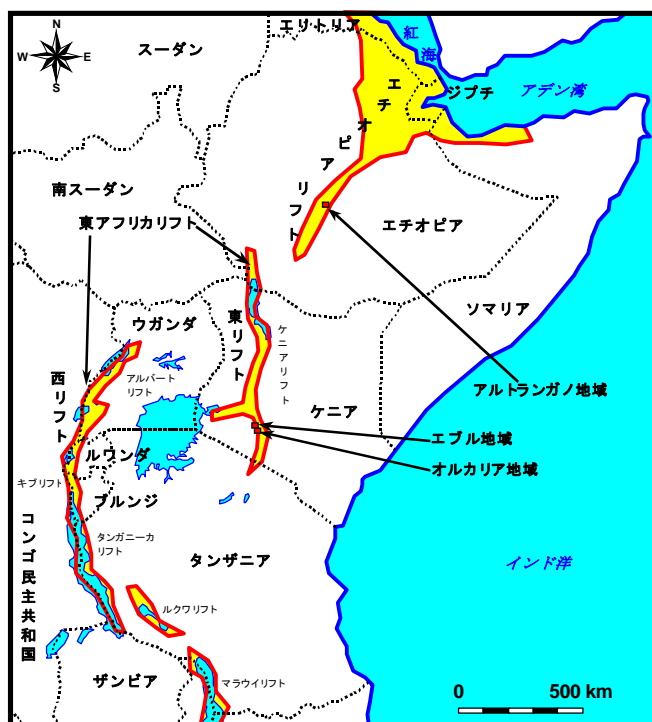 N
W E
S
エリトリア
スーダン
紅海
ジプチ
アデン湾
エチオピアリフト
南スーダン
東アフリカリフト
エチオピア
ソマリア
ウガンダ
東リフト
ケニアリフト
西リフト
アルバート
リフト
アルトランガノ地域
ケニア
エブル地域
オルカリア地域
ルワンダ
キブリフト
ブルンジ
コンゴ民主共和国
タンガニーカ
リフト
タンザニア
インド洋
ルクワリフト
ザンビア
マラウイリフト
0 500 km